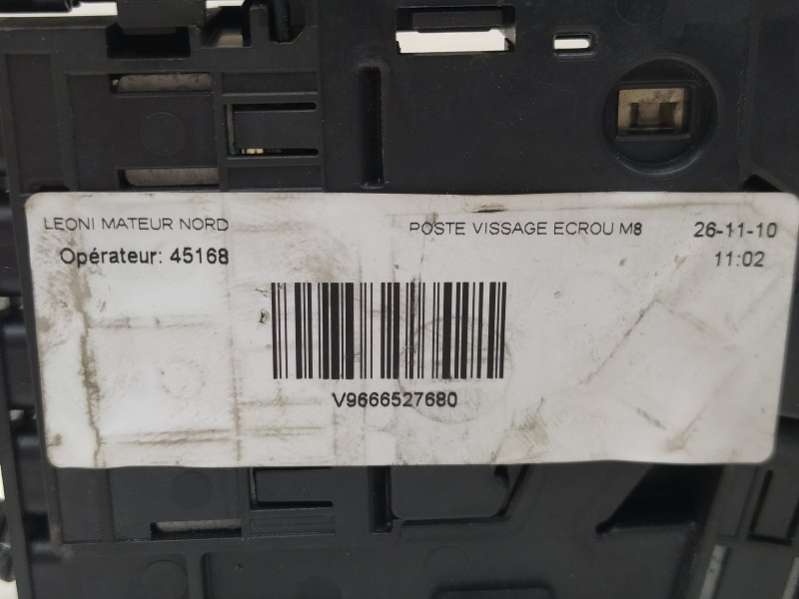 LEONI MATEUR NORD POSTE VISSAGE ECROU M8 26-11-10
Opérateur: 45168 11:02
V9666527680